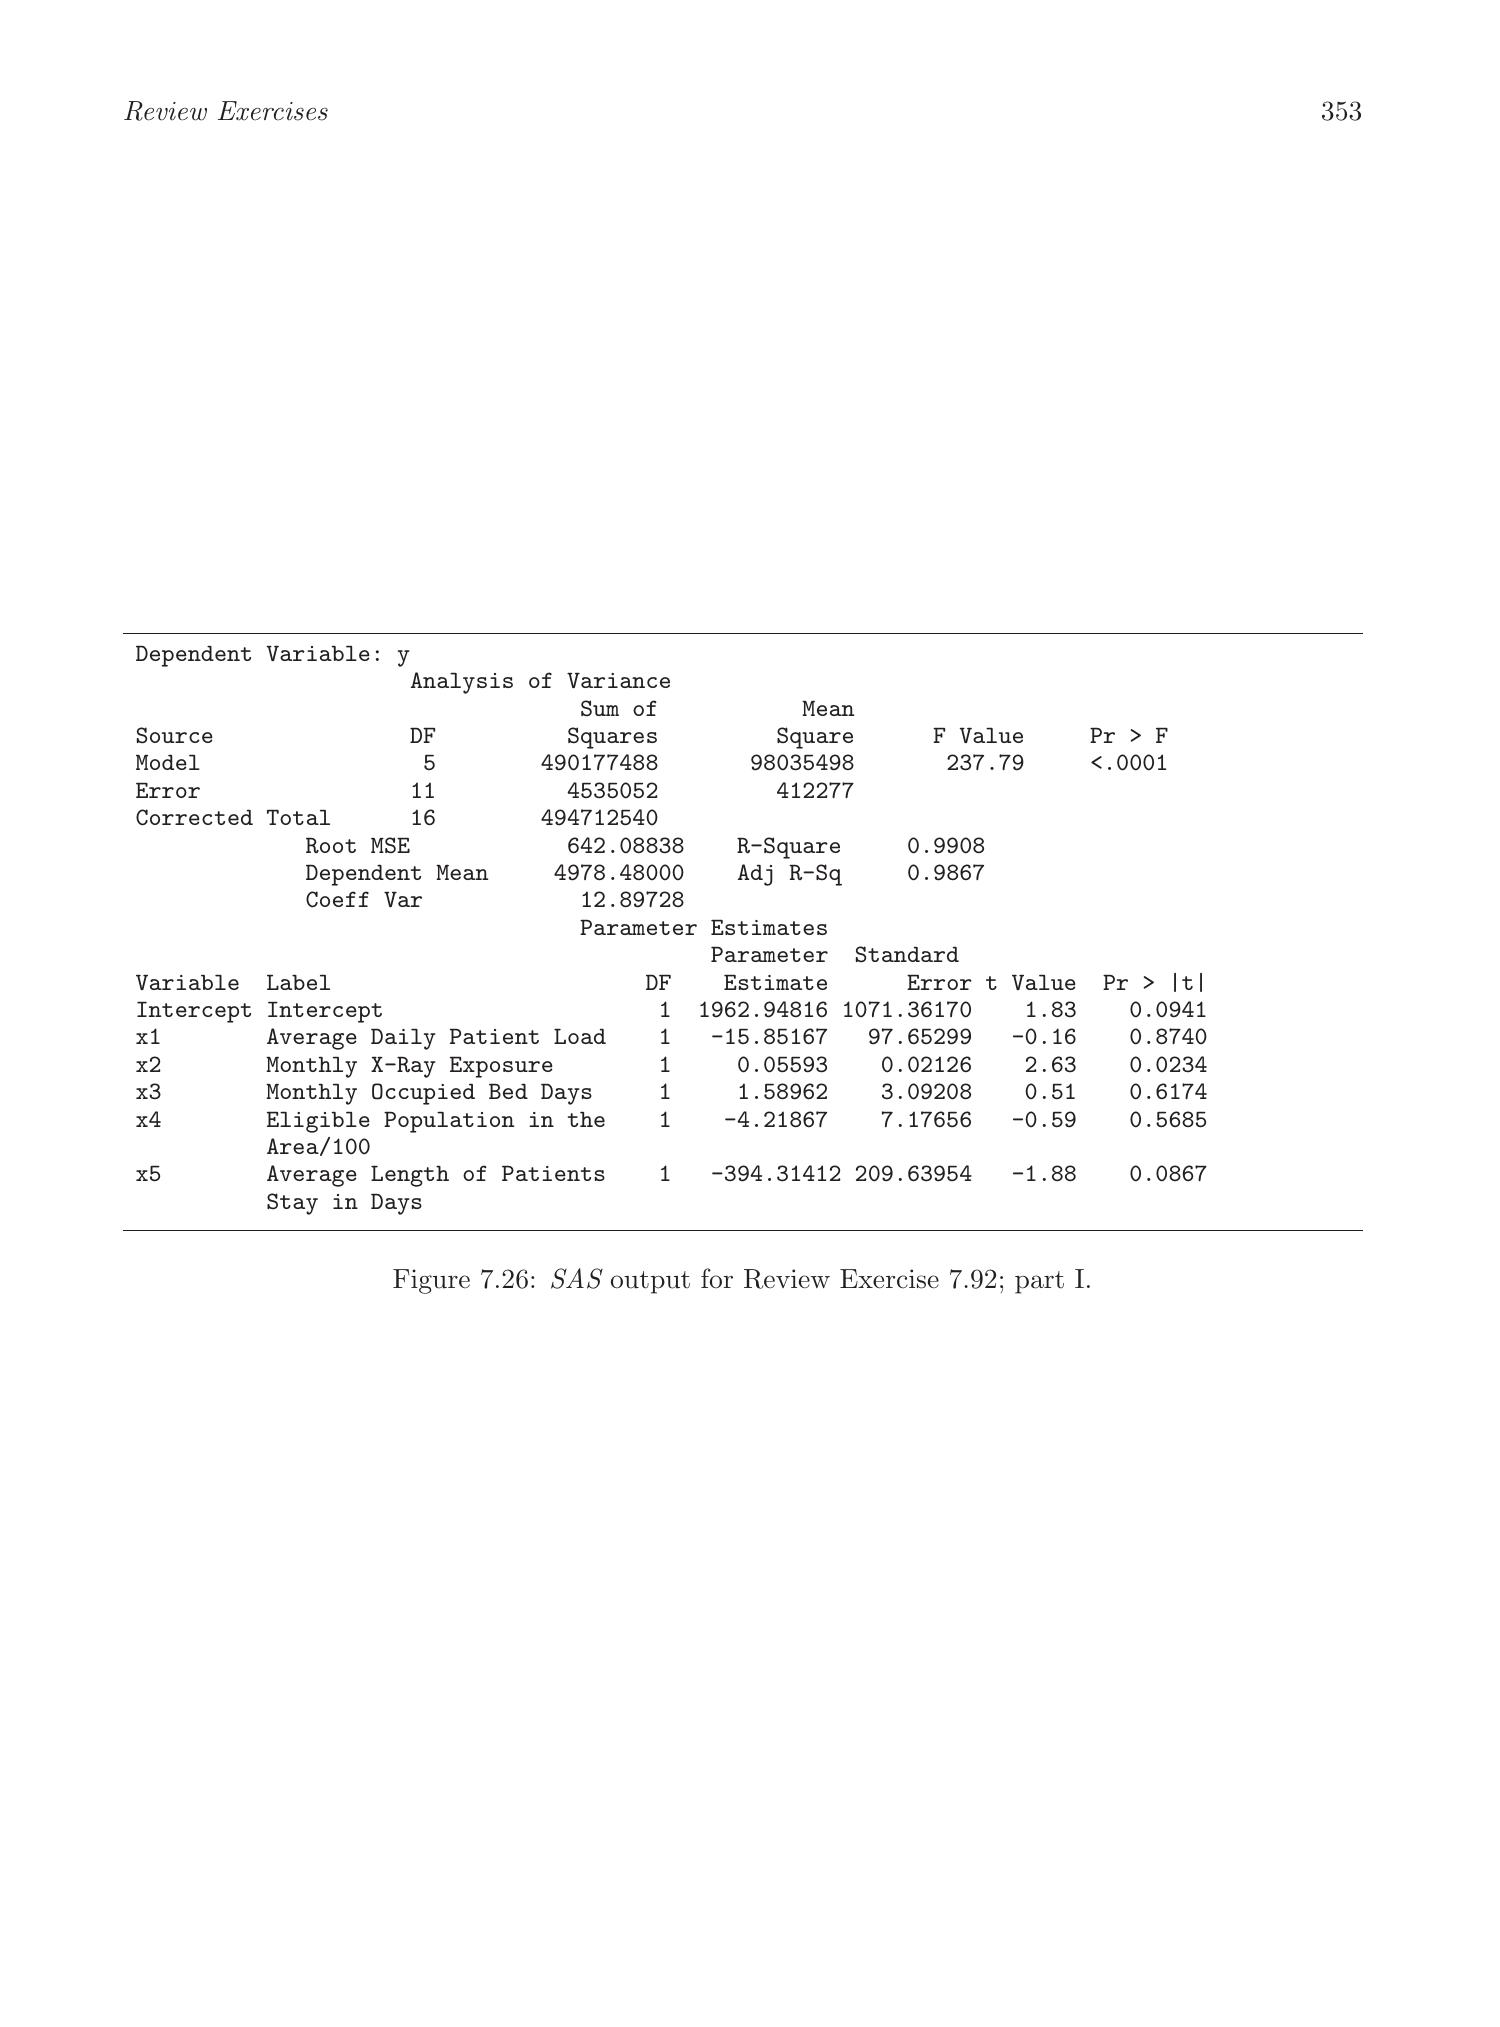 Review Exercises 353
Dependent Variable: y
Analysis of Variance
Sum of Mean
Source DF Squares Square F Value Pr > F
Model 5 490177488 98035498 237.79 <.0001
Error 11 4535052 412277
Corrected Total 16 494712540
Root MSE 642.08838 R-Square 0.9908
Dependent Mean 4978.48000 Adj R-Sq 0.9867
Coeff Var 12.89728
Parameter Estimates
Parameter Standard
Variable Label DF Estimate Error t Value Pr > |t|
Intercept Intercept 1 1962.94816 1071.36170 1.83 0.0941
x1 Average Daily Patient Load 1 -15.85167 97.65299 -0.16 0.8740
x2 Monthly X-Ray Exposure 1 0.05593 0.02126 2.63 0.0234
x3 Monthly Occupied Bed Days 1 1.58962 3.09208 0.51 0.6174
x4 Eligible Population in the 1 -4.21867 7.17656 -0.59 0.5685
Area/100
x5 Average Length of Patients 1 -394.31412 209.63954 -1.88 0.0867
Stay in Days
Figure 7.26: SAS output for Review Exercise 7.92; part I.